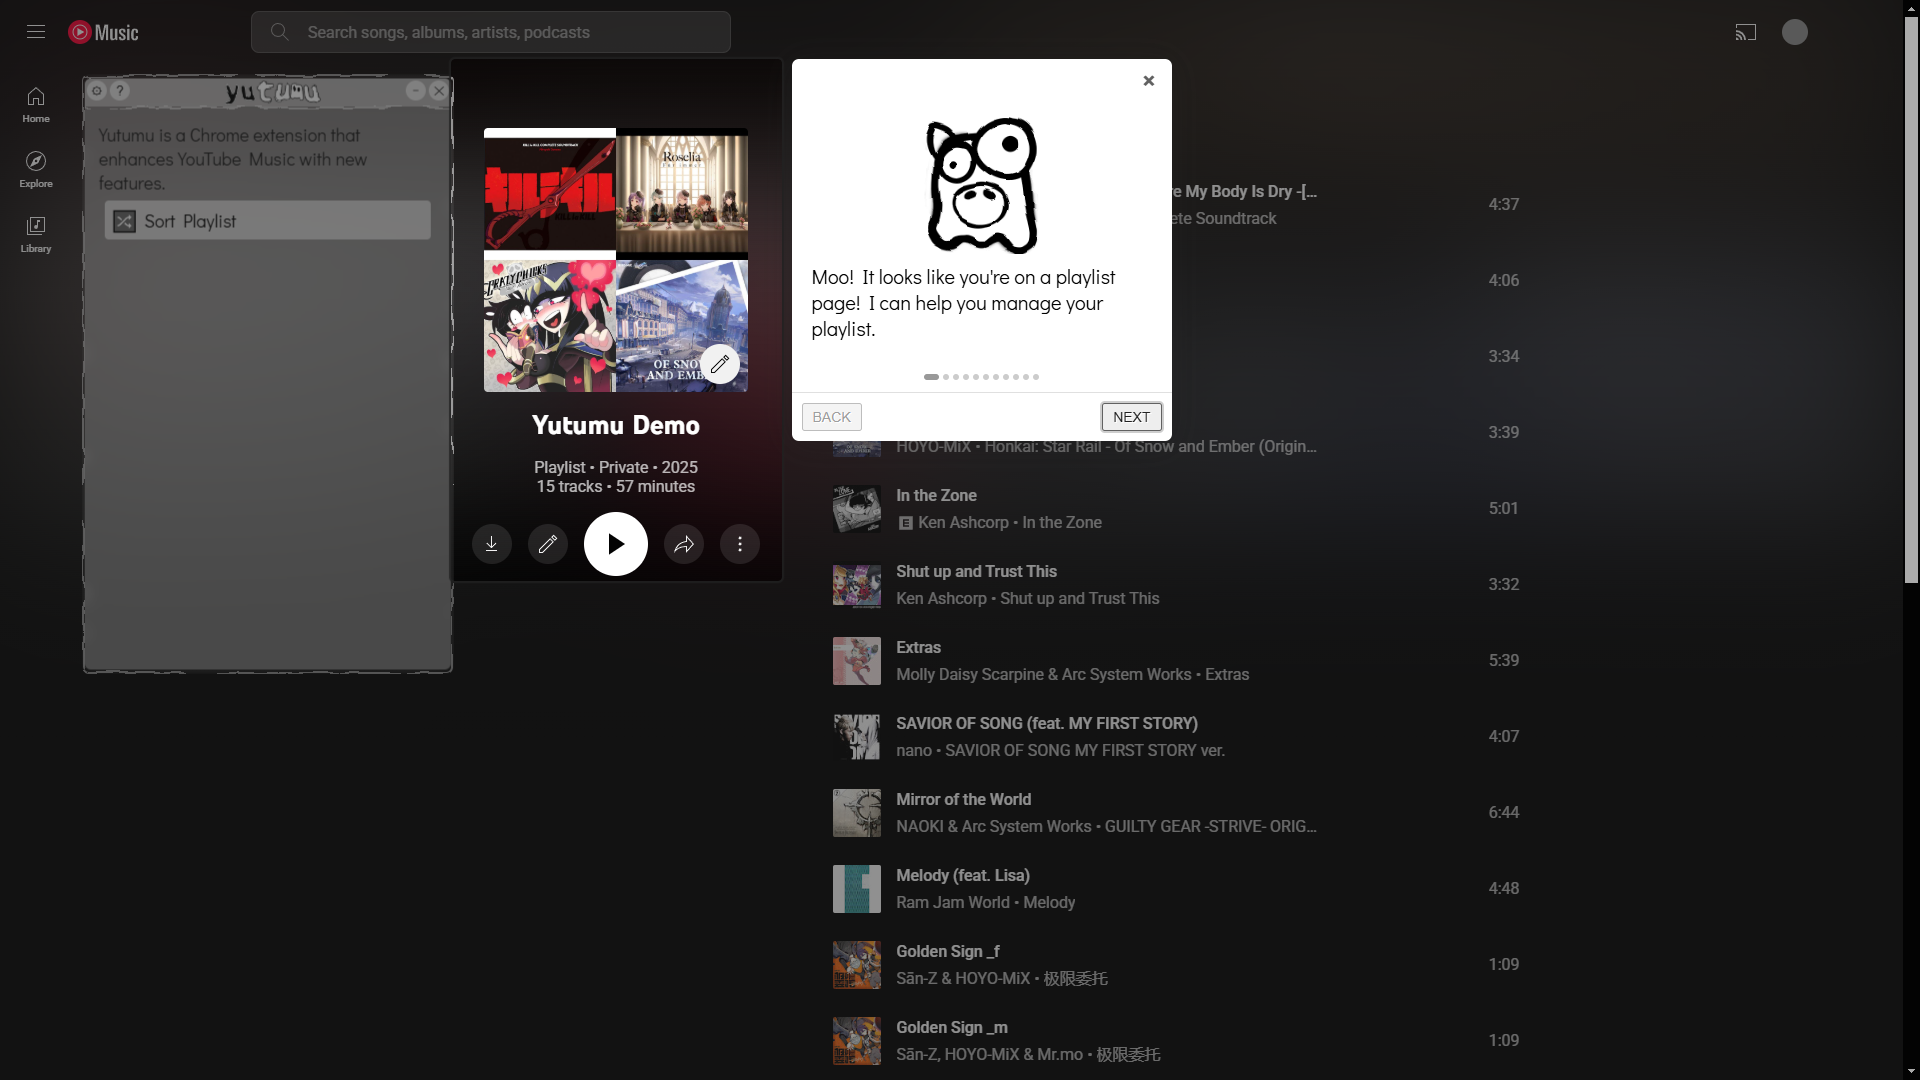 Music
Search songs, albums, artists, podcasts
Home
Explore
Library
?
yutumu
Yutumu is a Chrome extension that
enhances YouTube Music with new
features.
Sort Playlist
Roselia
KILL la KILL
CRAZY CHICKS
OF SNOW
AND EMBER
Yutumu Demo
Playlist • Private • 2025
15 tracks • 57 minutes
Moo! It looks like you're on a playlist
page! I can help you manage your
playlist.
BACK
NEXT
re My Body Is Dry -[...
ete Soundtrack
4:37
4:06
3:34
HOYO-MiX • Honkai: Star Rail - Of Snow and Ember (Origin...
3:39
In the Zone
E Ken Ashcorp • In the Zone
5:01
Shut up and Trust This
Ken Ashcorp • Shut up and Trust This
3:32
Extras
Molly Daisy Scarpine & Arc System Works • Extras
5:39
SAVIOR OF SONG (feat. MY FIRST STORY)
nano • SAVIOR OF SONG MY FIRST STORY ver.
4:07
Mirror of the World
NAOKI & Arc System Works • GUILTY GEAR -STRIVE- ORIG...
6:44
Melody (feat. Lisa)
Ram Jam World • Melody
4:48
Golden Sign _f
Sān-Z & HOYO-MiX • 极限委托
1:09
Golden Sign _m
Sān-Z, HOYO-MiX & Mr.mo • 极限委托
1:09